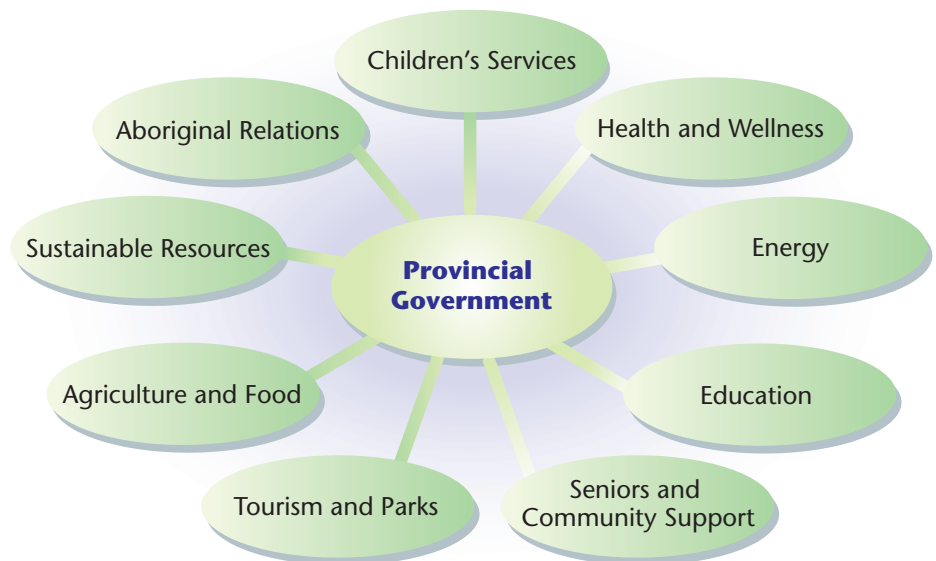 Children’s Services
Aboriginal Relations
Health and Wellness
Sustainable Resources
Energy
Provincial
Government
Agriculture and Food
Education
Tourism and Parks
Seniors and
Community Support